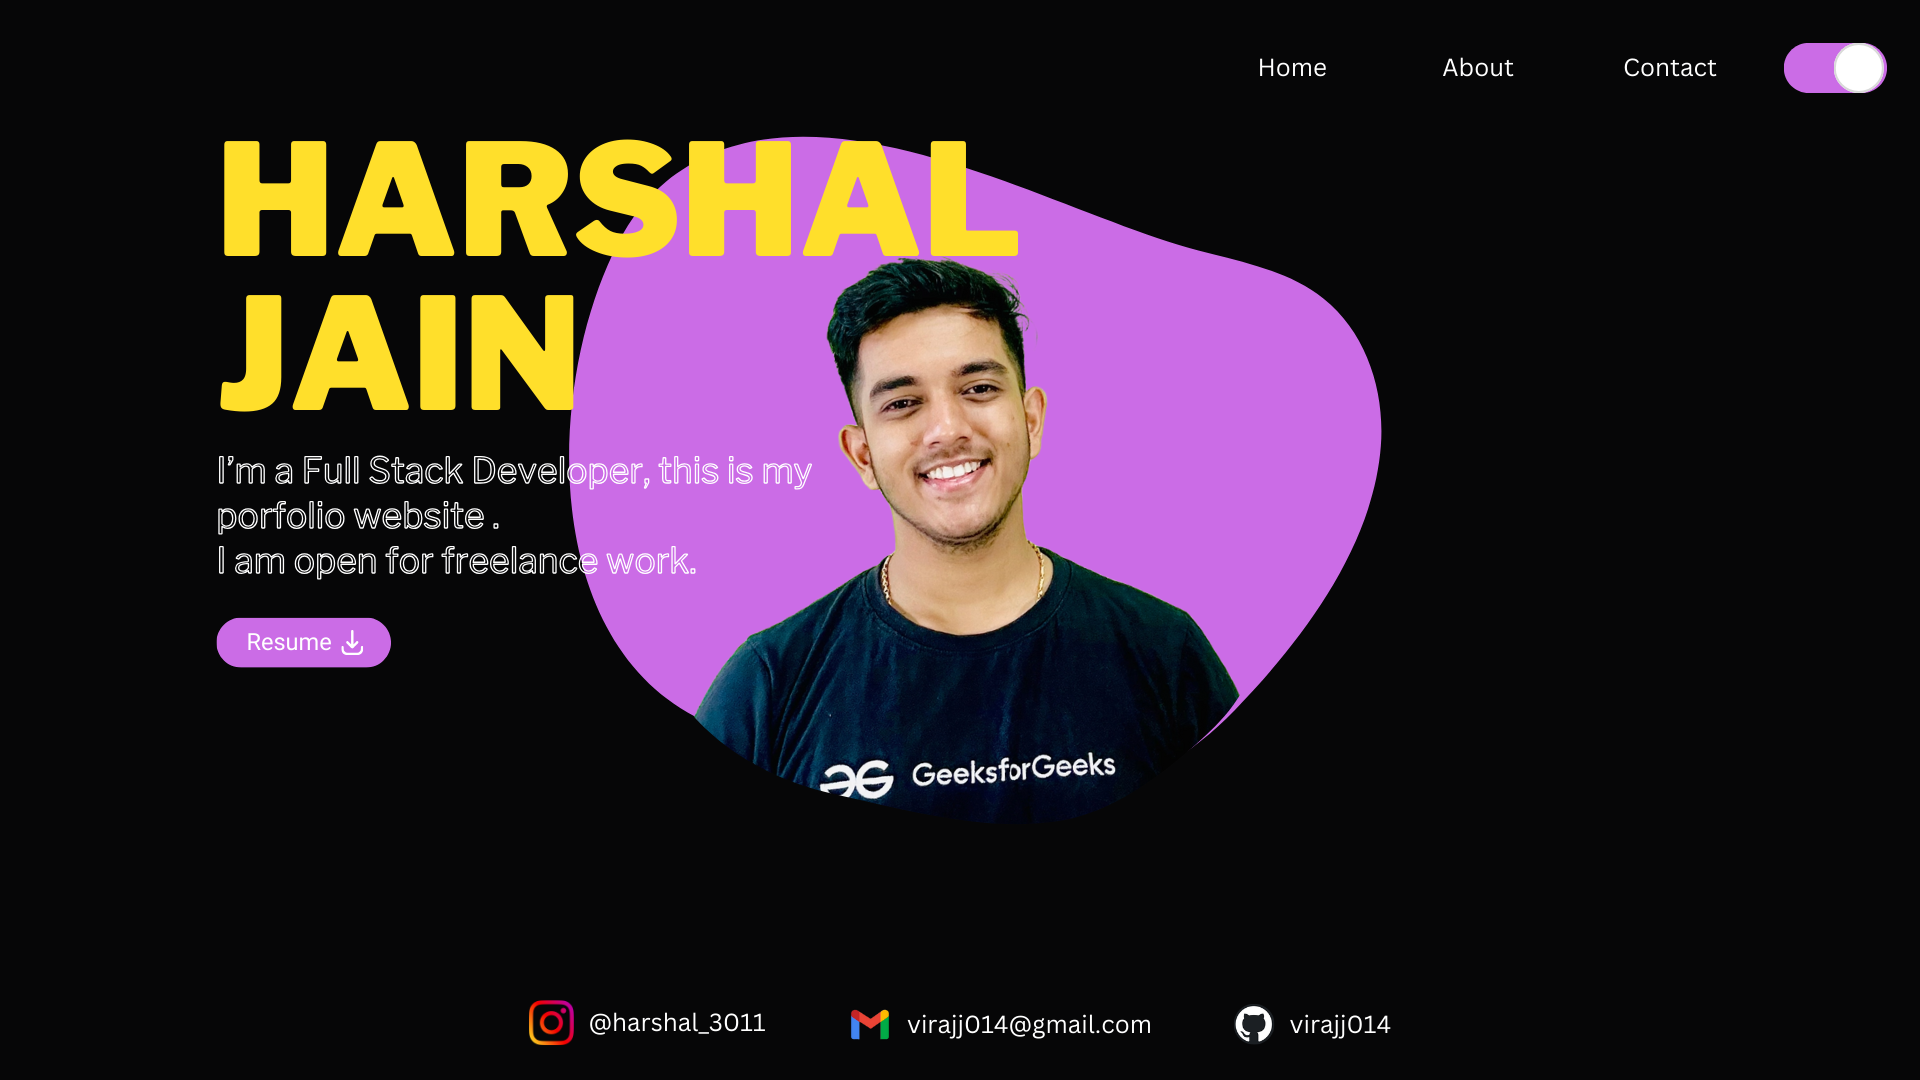 Home About Contact
HARSHAL
JAIN
I’m a Full Stack Developer, this is my
porfolio website .
I am open for freelance work.
Resume
GeeksforGeeks
@harshal_3011 virajj014@gmail.com virajj014